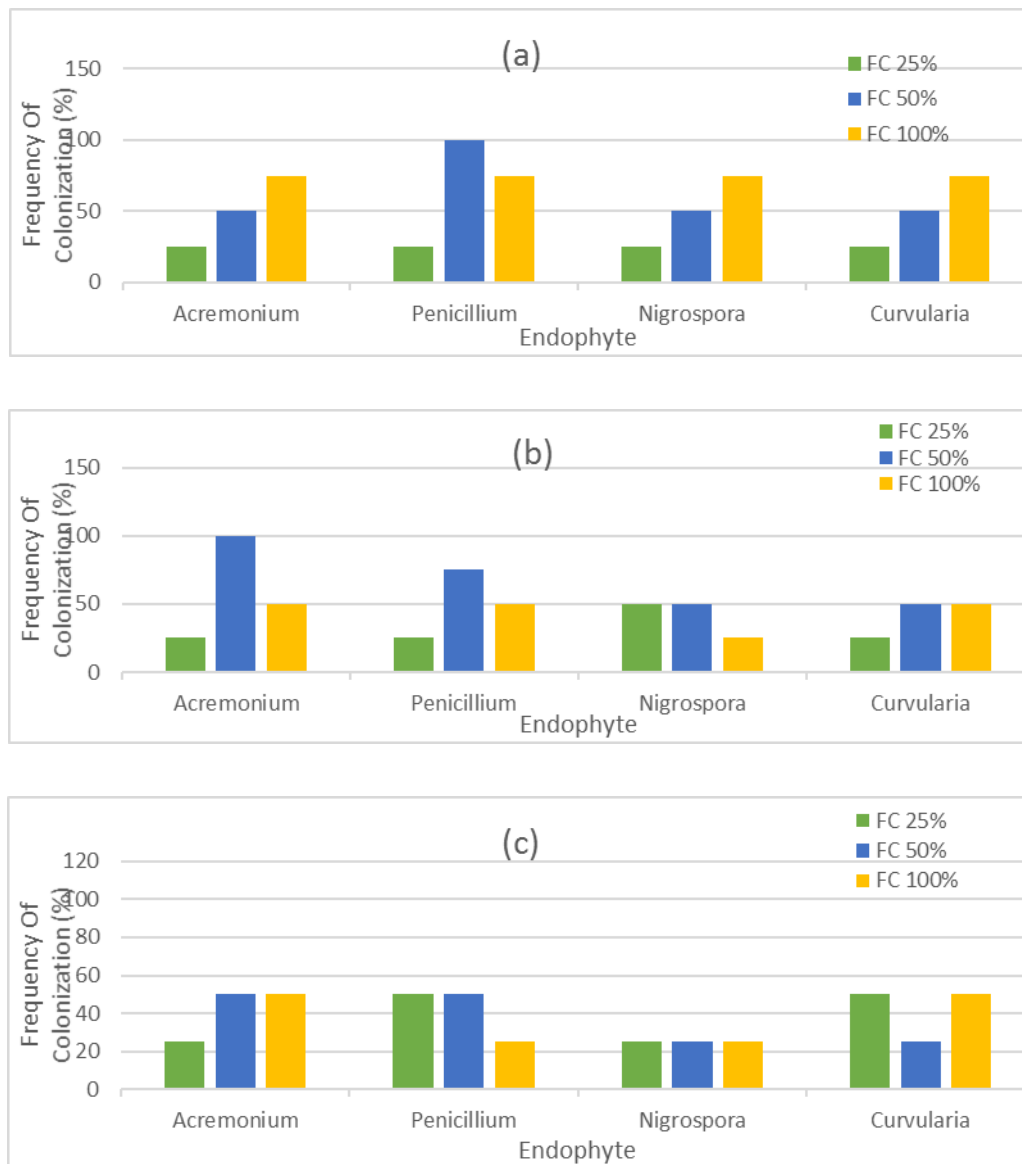 (a)
FC 25%
FC 50%
FC 100%
Frequency Of
Colonization (%)
150
100
50
0
Acremonium Penicillium Nigrospora Curvularia
Endophyte
(b)
FC 25%
FC 50%
FC 100%
Frequency Of
Colonization (%)
150
100
50
0
Acremonium Penicillium Nigrospora Curvularia
Endophyte
(c)
FC 25%
FC 50%
FC 100%
Frequency Of
Colonization (%)
120
100
80
60
40
20
0
Acremonium Penicillium Nigrospora Curvularia
Endophyte